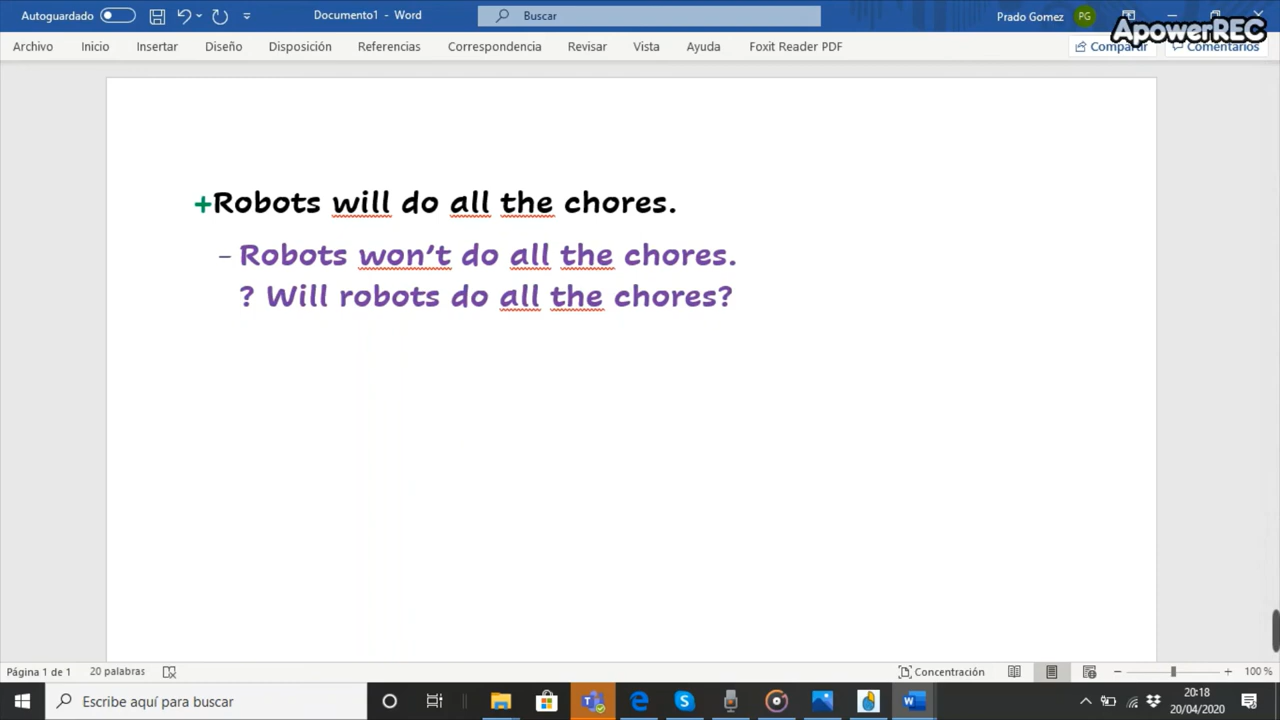 Autoguardado
Documento1 - Word
Buscar
Prado Gomez
PG
ApowerREC
Archivo
Inicio
Insertar
Diseño
Disposición
Referencias
Correspondencia
Revisar
Vista
Ayuda
Foxit Reader PDF
Compartir
Comentarios
+Robots will do all the chores.
- Robots won't do all the chores.
? Will robots do all the chores?
Página 1 de 1
20 palabras
Concentración
100 %
Escribe aquí para buscar
20:18
20/04/2020